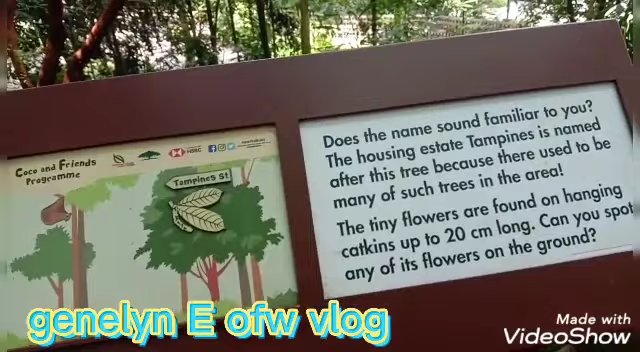 Coco and Friends
Programme
HSBC
Tampines St
Does the name sound familiar to you?
The housing estate Tampines is named
after this tree because there used to be
many of such trees in the area!
The tiny flowers are found on hanging
catkins up to 20 cm long. Can you spot
any of its flowers on the ground?
genelyn E ofw vlog
Made with
VideoShow